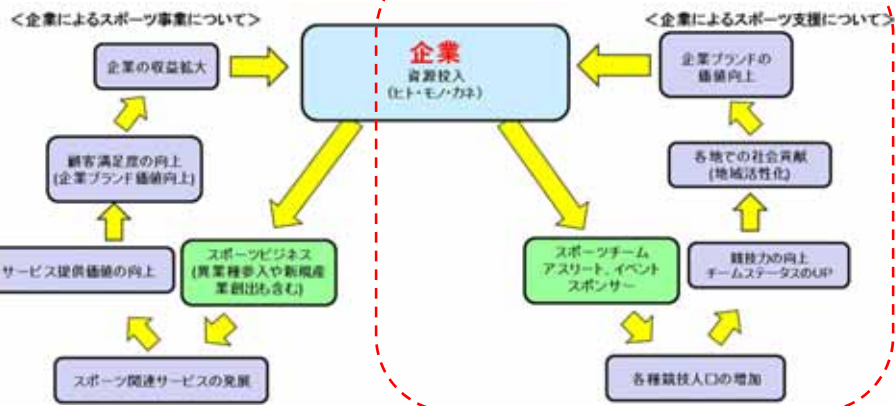 ＜企業によるスポーツ事業について＞
＜企業によるスポーツ支援について＞
企業
資源投入
(ヒト・モノ・カネ)
企業の収益拡大
顧客満足度の向上
(企業ブランド価値向上)
サービス提供価値の向上
スポーツビジネス
(異業種参入や新規産
業創出も含む)
スポーツ関連サービスの発展
企業ブランドの
価値向上
各地での社会貢献
(地域活性化)
スポーツチーム
アスリート、イベント
スポンサー
競技力の向上
チームステータスのUP
各種競技人口の増加